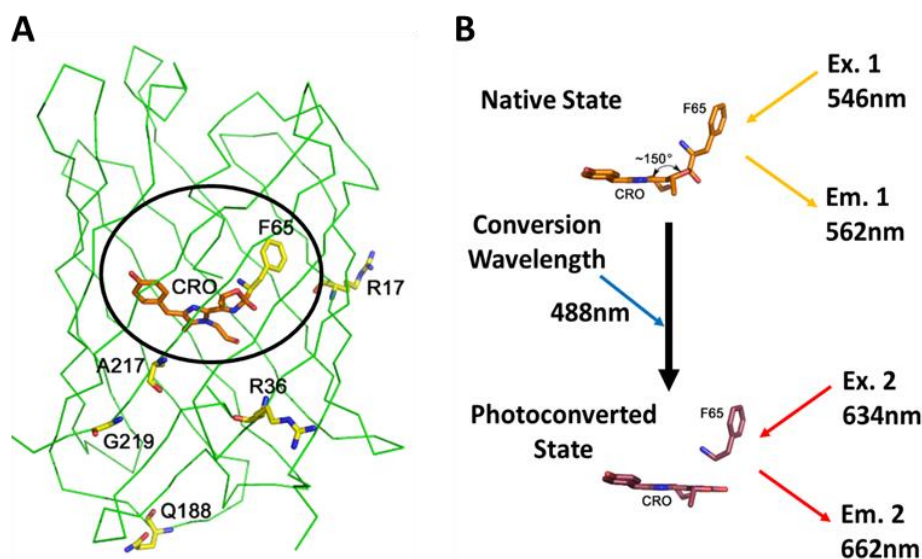 A
F65
CRO
R17
A217
R36
G219
Q188
B
Native State
F65
~150°
CRO
Ex. 1
546nm
Em. 1
562nm
Conversion
Wavelength
488nm
Photoconverted
State
F65
CRO
Ex. 2
634nm
Em. 2
662nm